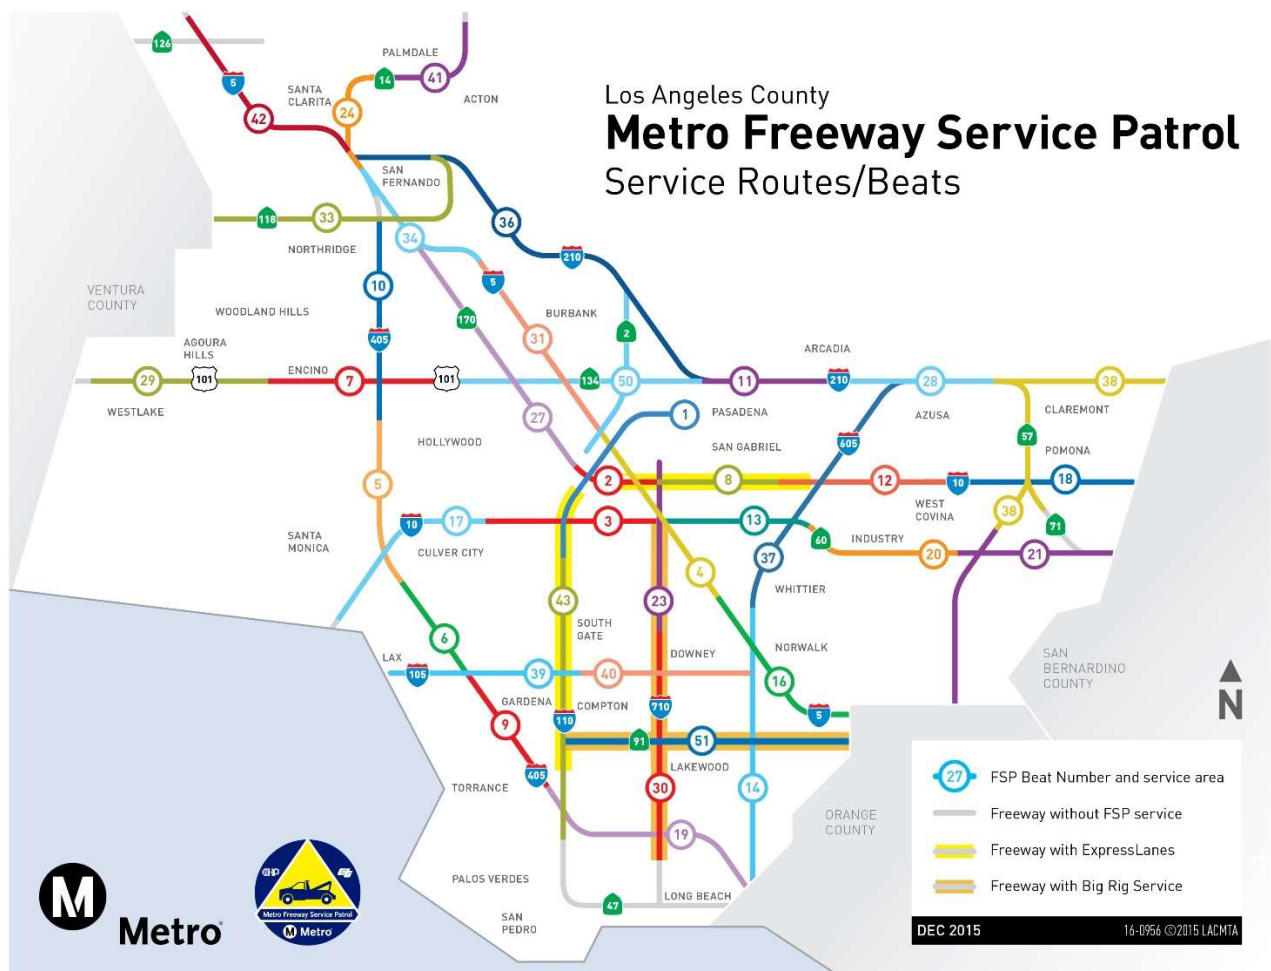 Los Angeles County
Metro Freeway Service Patrol
Service Routes/Beats
126
PALMDALE
14
41
5
SANTA
CLARITA
24
ACTON
42
SAN
FERNANDO
118
33
36
34
NORTHRIDGE
210
5
10
VENTURA
COUNTY
WOODLAND HILLS
170
BURBANK
2
31
405
AGOURA
HILLS
ARCADIA
ENCINO
29
101
7
101
134
50
11
210
28
38
WESTLAKE
27
1
PASADENA
AZUSA
CLAREMONT
HOLLYWOOD
SAN GABRIEL
605
57
POMONA
5
2
8
12
10
18
WEST
COVINA
38
10
17
3
13
60
71
SANTA
MONICA
CULVER CITY
INDUSTRY
20
21
37
4
WHITTIER
43
23
SOUTH
GATE
6
NORWALK
LAX
DOWNEY
SAN
BERNARDINO
COUNTY
105
39
40
16
GARDENA
COMPTON
N
9
110
710
5
91
51
405
LAKEWOOD
TORRANCE
30
14
ORANGE
COUNTY
19
PALOS VERDES
LONG BEACH
47
SAN
PEDRO
27 FSP Beat Number and service area
Freeway without FSP service
Freeway with ExpressLanes
Freeway with Big Rig Service
DEC 2015
16-0956 ©2015 LACMTA
M
Metro
CHP
Metro Freeway Service Patrol
M Metro